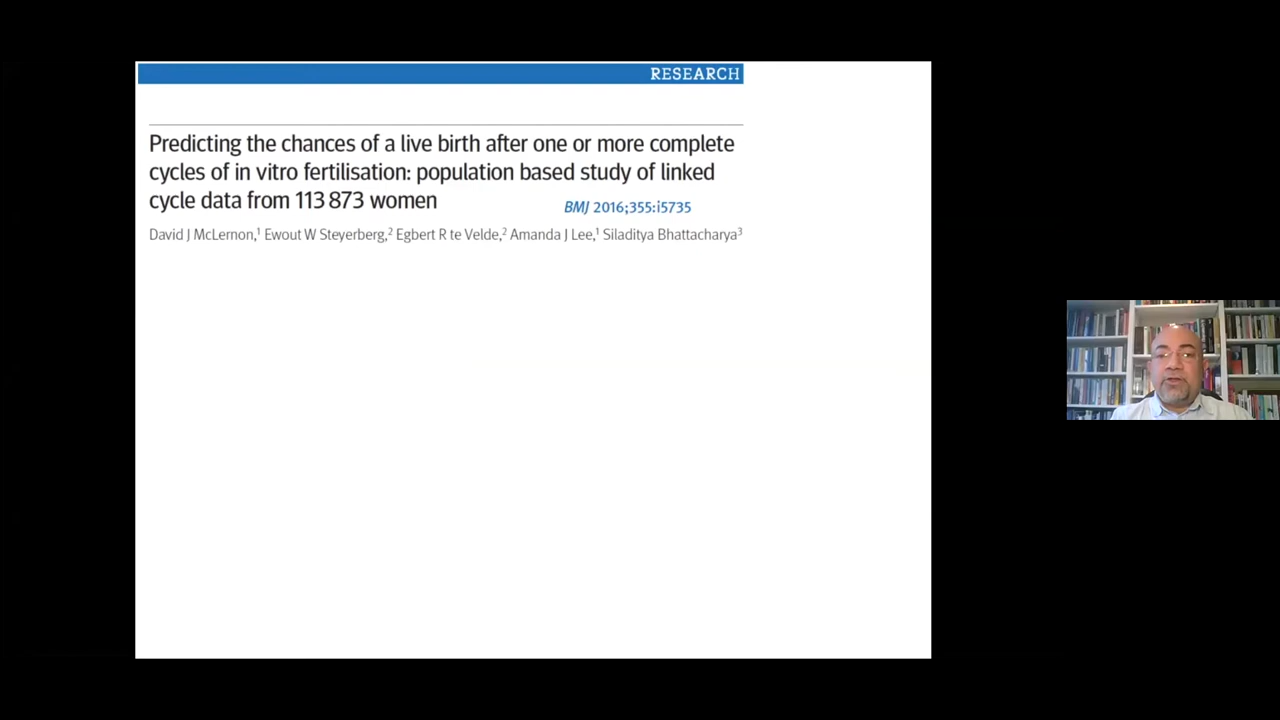 RESEARCH
Predicting the chances of a live birth after one or more complete
cycles of in vitro fertilisation: population based study of linked
cycle data from 113 873 women
BMJ 2016;355:i5735
David J McLernon,¹ Ewout W Steyerberg,² Egbert R te Velde,² Amanda J Lee,¹ Siladitya Bhattacharya³